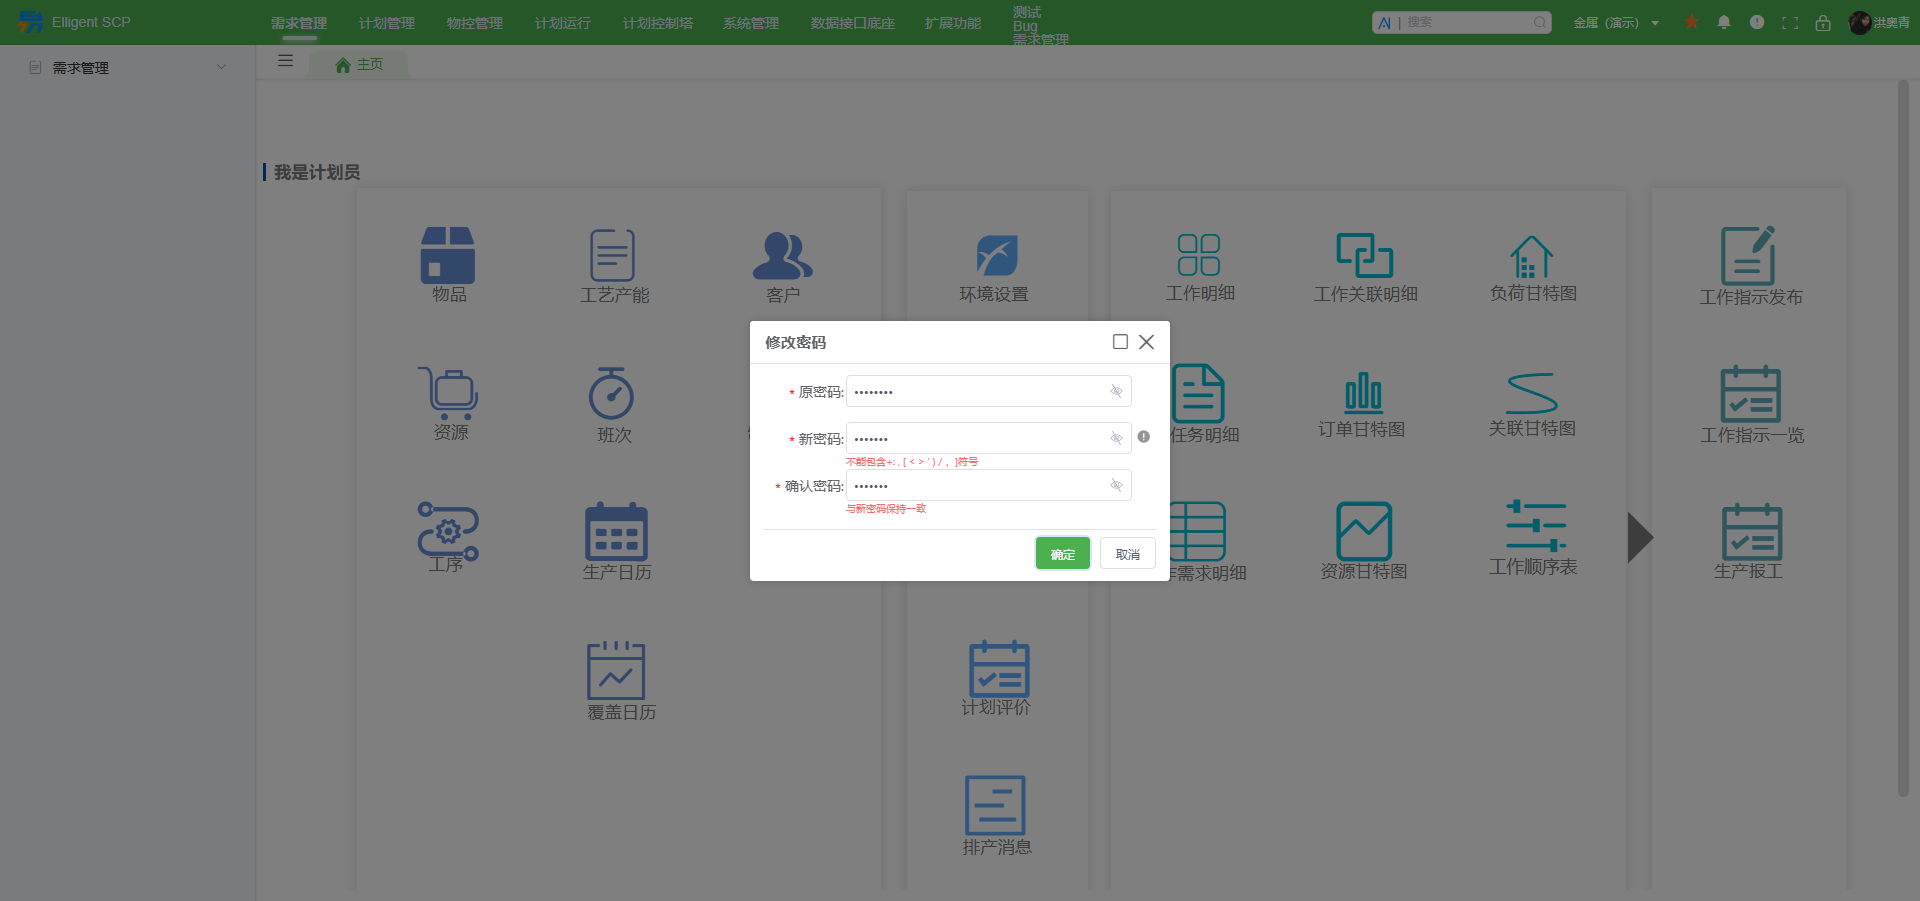 Elligent SCP
需求管理
计划管理
物控管理
计划运行
计划控制塔
系统管理
数据接口底座
扩展功能
测试
Bug
需求管理
搜索
金属（演示）
洪奥青
需求管理
主页
我是计划员
物品
工艺产能
客户
环境设置
工作明细
工作关联明细
负荷甘特图
工作指示发布
修改密码
* 原密码:
* 新密码:
不能包含+:,[<>')/,]符号
* 确认密码:
与新密码保持一致
确定
取消
资源
班次
任务明细
订单甘特图
关联甘特图
工作指示一览
工序
生产日历
需求明细
资源甘特图
工作顺序表
生产报工
覆盖日历
计划评价
排产消息